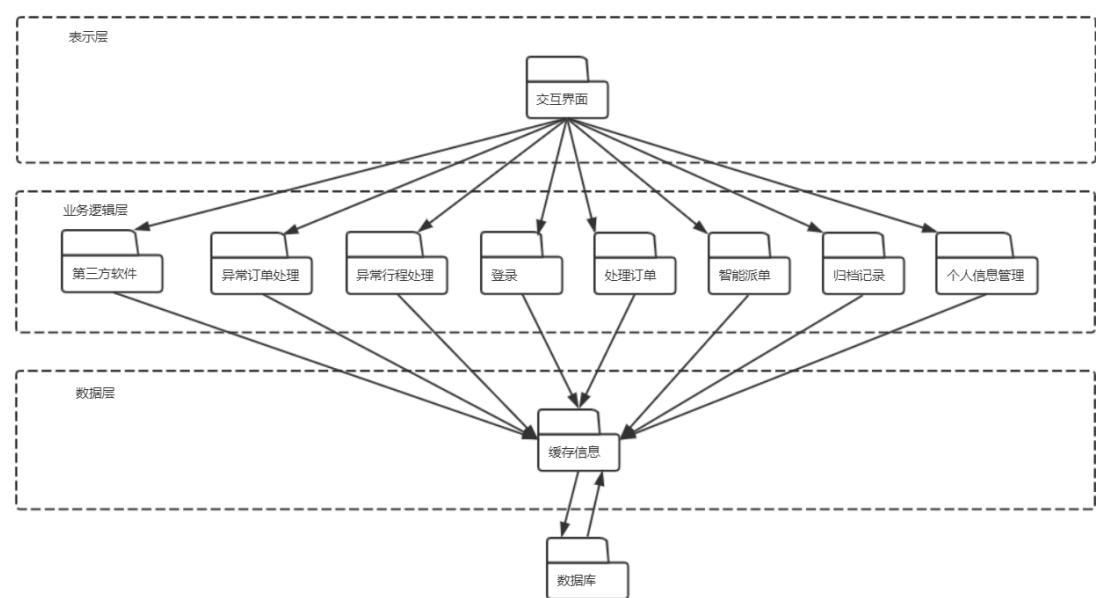 表示层
交互界面
业务逻辑层
第三方软件
异常订单处理
异常行程处理
登录
处理订单
智能派单
归档记录
个人信息管理
数据层
缓存信息
数据库